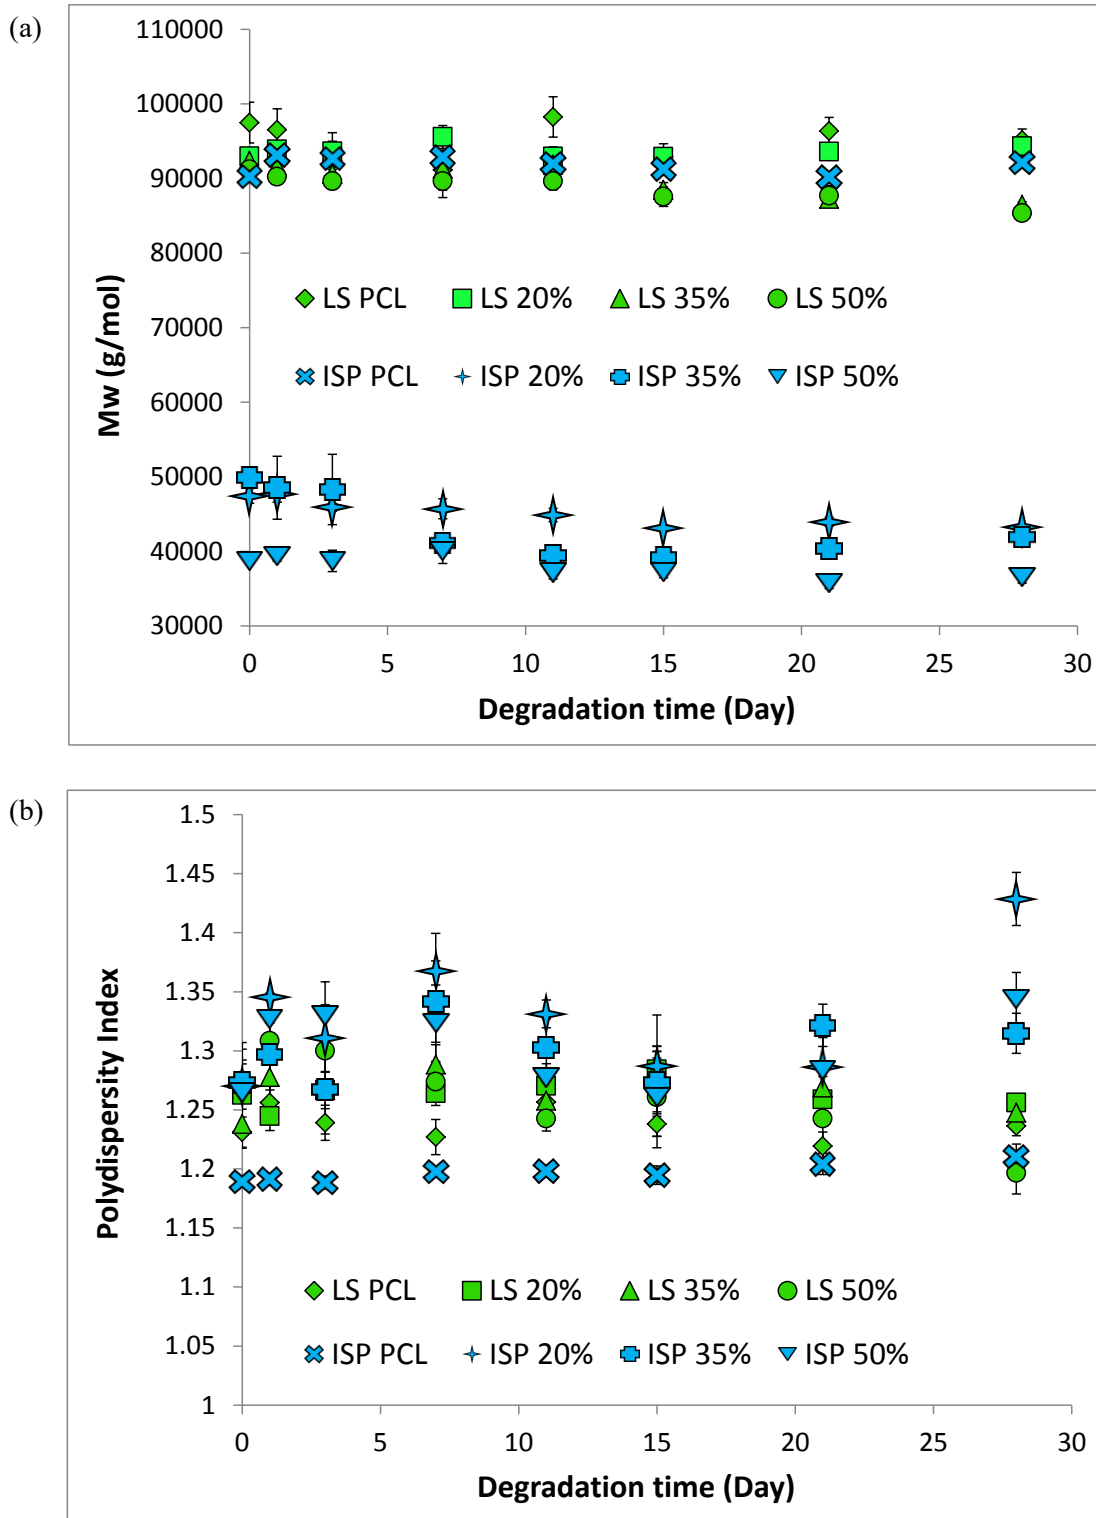 (a)
110000
100000
90000
80000
70000
60000
50000
40000
30000
Mw (g/mol)
LS PCL LS 20% LS 35% LS 50%
ISP PCL ISP 20% ISP 35% ISP 50%
0 5 10 15 20 25 30
Degradation time (Day)
(b)
1.5
1.45
1.4
1.35
1.3
1.25
1.2
1.15
1.1
1.05
1
Polydispersity Index
LS PCL LS 20% LS 35% LS 50%
ISP PCL ISP 20% ISP 35% ISP 50%
0 5 10 15 20 25 30
Degradation time (Day)